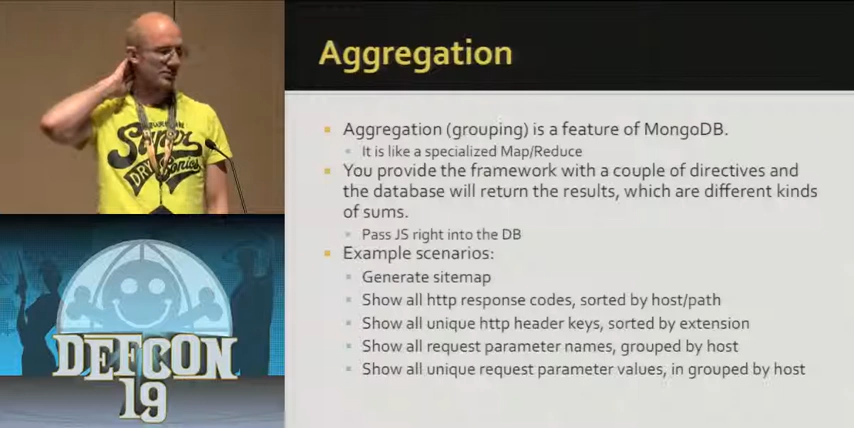 Aggregation
Aggregation (grouping) is a feature of MongoDB.
It is like a specialized Map/Reduce
You provide the framework with a couple of directives and
the database will return the results, which are different kinds
of sums.
Pass JS right into the DB
Example scenarios:
Generate sitemap
Show all http response codes, sorted by host/path
Show all unique http header keys, sorted by extension
Show all request parameter names, grouped by host
Show all unique request parameter values, in grouped by host
Super
DRY
DEFCON
19